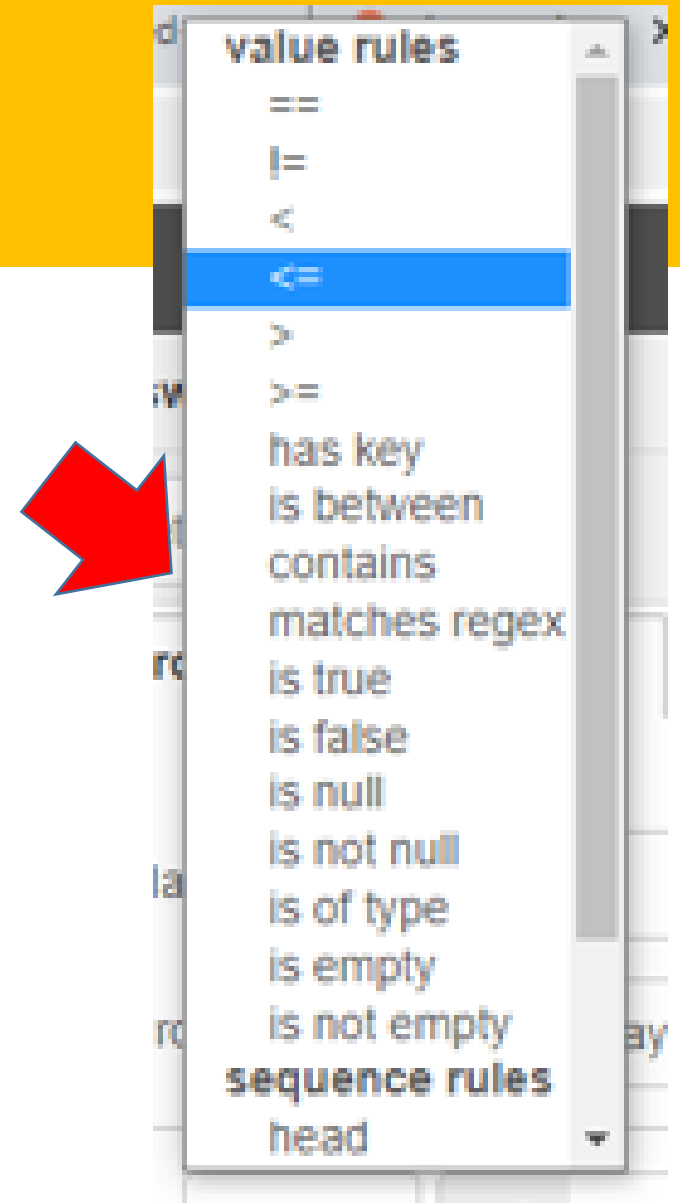 value rules
==
!=
<
<=
>
>=
has key
is between
contains
matches regex
is true
is false
is null
is not null
is of type
is empty
is not empty
sequence rules
head
ay